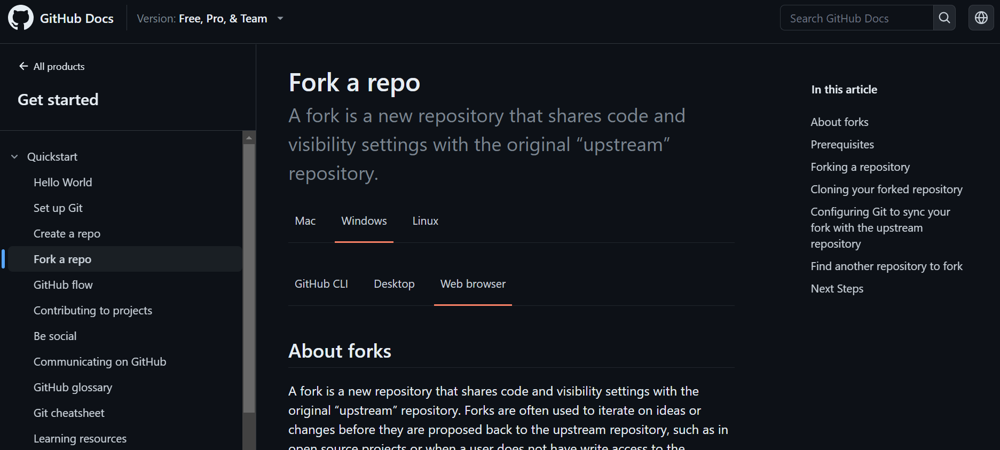 GitHub Docs
Version: Free, Pro, & Team
Search GitHub Docs
All products
Get started
Quickstart
Hello World
Set up Git
Create a repo
Fork a repo
GitHub flow
Contributing to projects
Be social
Communicating on GitHub
GitHub glossary
Git cheatsheet
Learning resources
Fork a repo
A fork is a new repository that shares code and
visibility settings with the original “upstream”
repository.
Mac Windows Linux
GitHub CLI Desktop Web browser
About forks
A fork is a new repository that shares code and visibility settings with the
original “upstream” repository. Forks are often used to iterate on ideas or
changes before they are proposed back to the upstream repository, such as in
open source projects or when a user does not have write access to the
In this article
About forks
Prerequisites
Forking a repository
Cloning your forked repository
Configuring Git to sync your
fork with the upstream
repository
Find another repository to fork
Next Steps